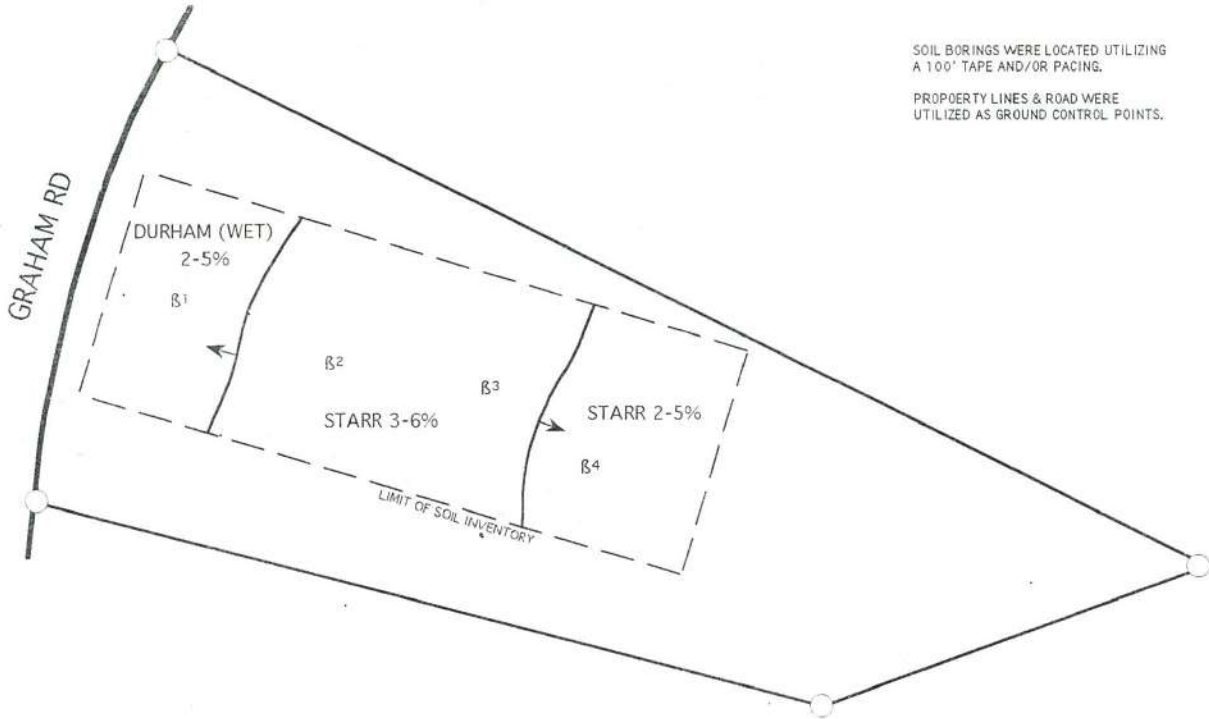 SOIL BORINGS WERE LOCATED UTILIZING
A 100' TAPE AND/OR PACING.
PROPOERTY LINES & ROAD WERE
UTILIZED AS GROUND CONTROL POINTS.
GRAHAM RD
DURHAM (WET)
2-5%
ß1
ß2
ß3
STARR 3-6%
STARR 2-5%
ß4
LIMIT OF SOIL INVENTORY